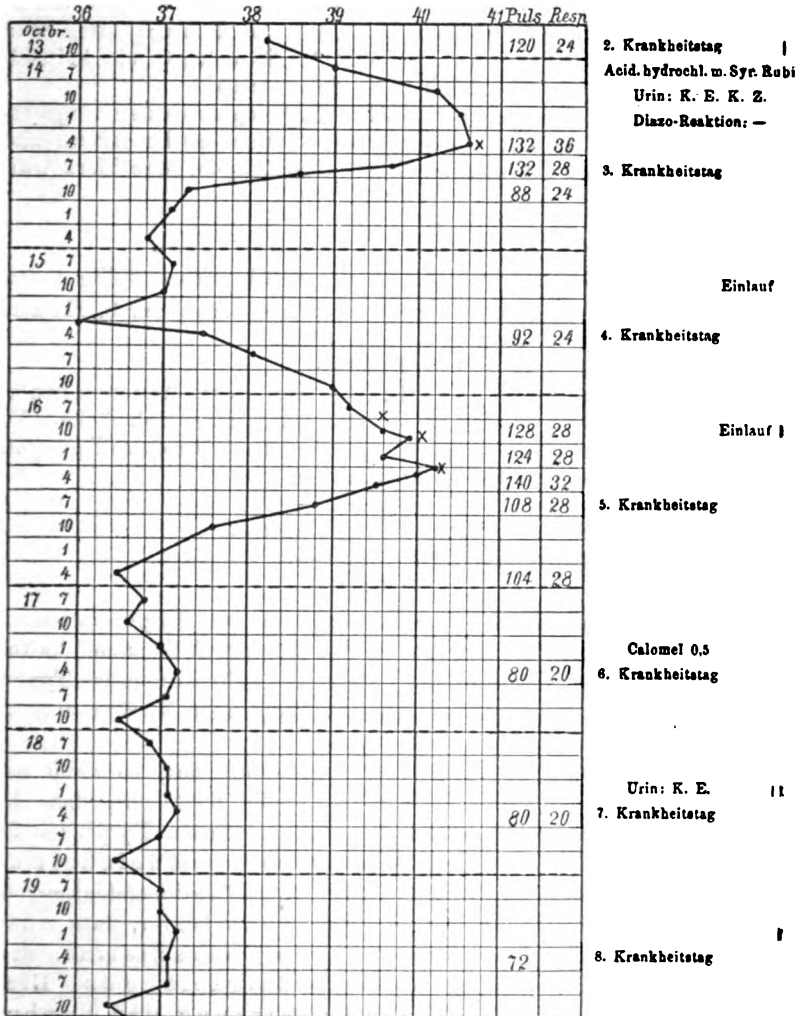 36 37 38 39 40 41 Puls Resp
Octbr.
13 10 120 24 2. Krankheitstag
14 7 Acid. hydrochl. m. Syr. Rubi
10 Urin: K. E. K. Z.
1 Diazo-Reaktion: —
4 x 132 36
7 132 28 3. Krankheitstag
10 88 24
1
4
15 7
10 Einlauf
1
4 92 24 4. Krankheitstag
7
10
16 7 x
10 x 128 28 Einlauf
1 124 28
4 x 140 32
7 108 28 5. Krankheitstag
10
1
4 104 28
17 7
10
1 Calomel 0,5
4 80 20 6. Krankheitstag
7
10
18 7
10
1 Urin: K. E.
4 80 20 7. Krankheitstag
7
10
19 7
10
1
4 72 8. Krankheitstag
7
10